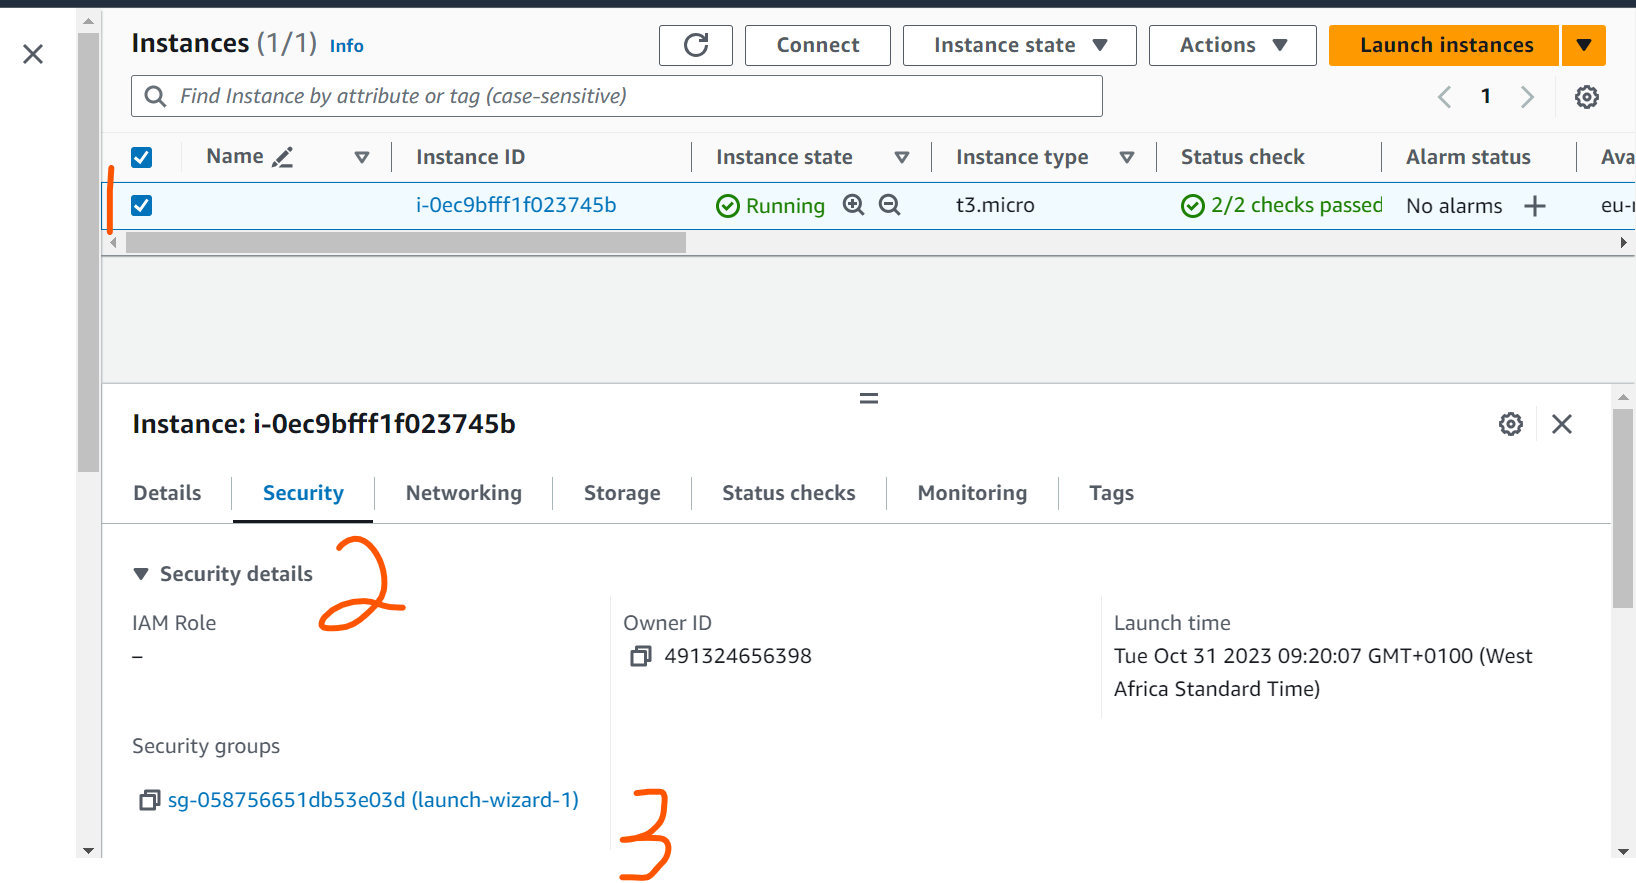 Instances (1/1) Info
Connect
Instance state
Actions
Launch instances
Find Instance by attribute or tag (case-sensitive)
1
Name
Instance ID
Instance state
Instance type
Status check
Alarm status
Ava
1
i-0ec9bfff1f023745b
Running
t3.micro
2/2 checks passed
No alarms
eu-
Instance: i-0ec9bfff1f023745b
Details
Security
Networking
Storage
Status checks
Monitoring
Tags
2
Security details
IAM Role
–
Owner ID
491324656398
Launch time
Tue Oct 31 2023 09:20:07 GMT+0100 (West
Africa Standard Time)
Security groups
sg-058756651db53e03d (launch-wizard-1)
3